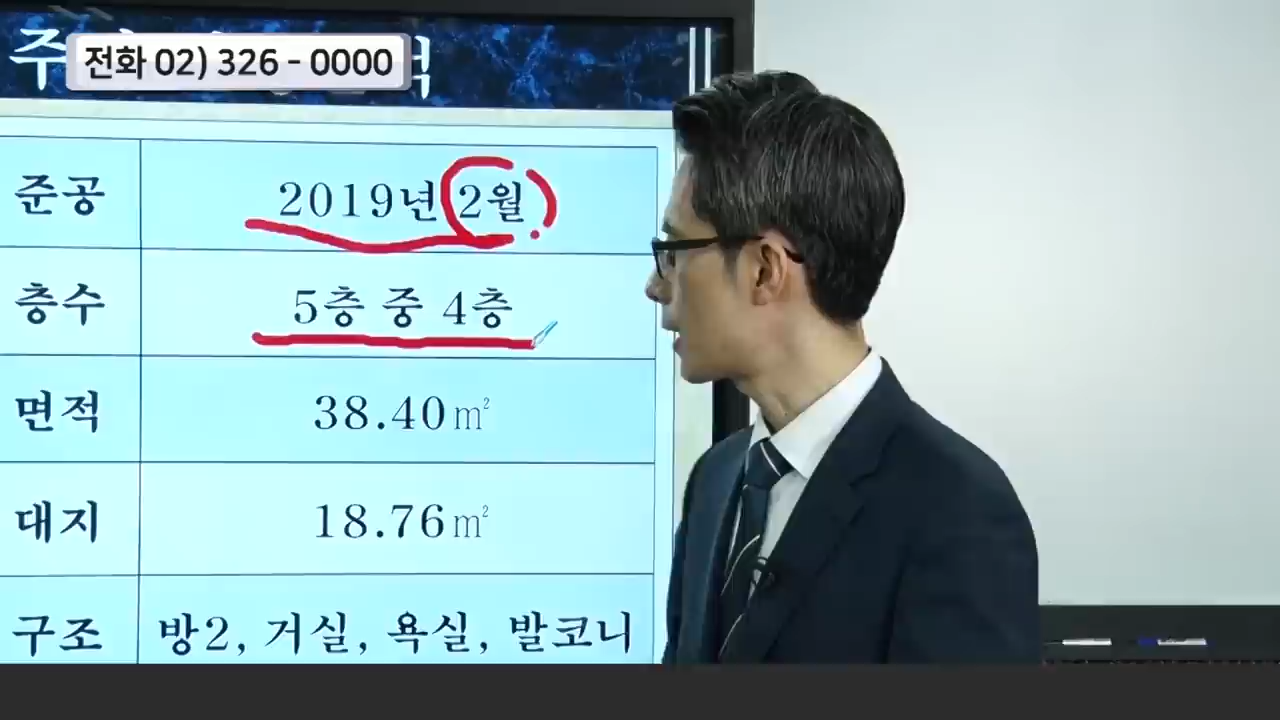 전화 02) 326 - 0000
준공 2019년 2월
층수 5층 중 4층
면적 38.40㎡
대지 18.76㎡
구조 방2, 거실, 욕실, 발코니